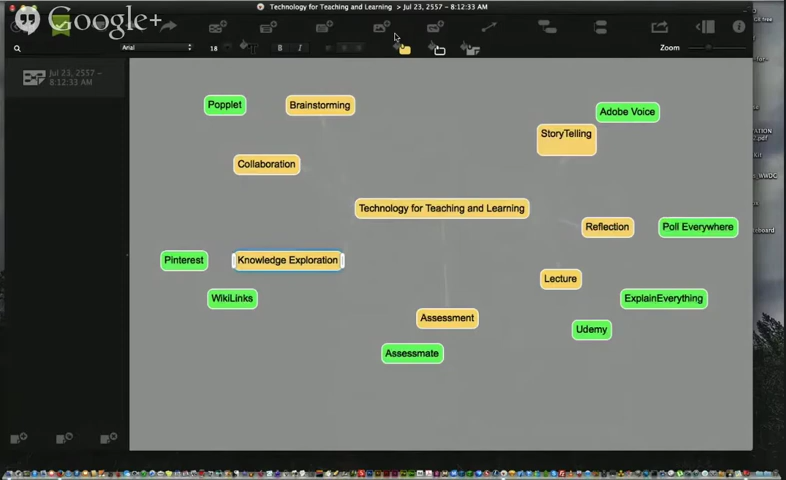 Technology for Teaching and Learning > Jul 23, 2557 – 8:12:33 AM
Google+
Arial
18
B
I
Zoom
Jul 23, 2557 –
8:12:33 AM
Popplet
Brainstorming
Adobe Voice
StoryTelling
Collaboration
Technology for Teaching and Learning
Reflection
Poll Everywhere
Pinterest
Knowledge Exploration
Lecture
WikiLinks
ExplainEverything
Assessment
Udemy
Assessmate